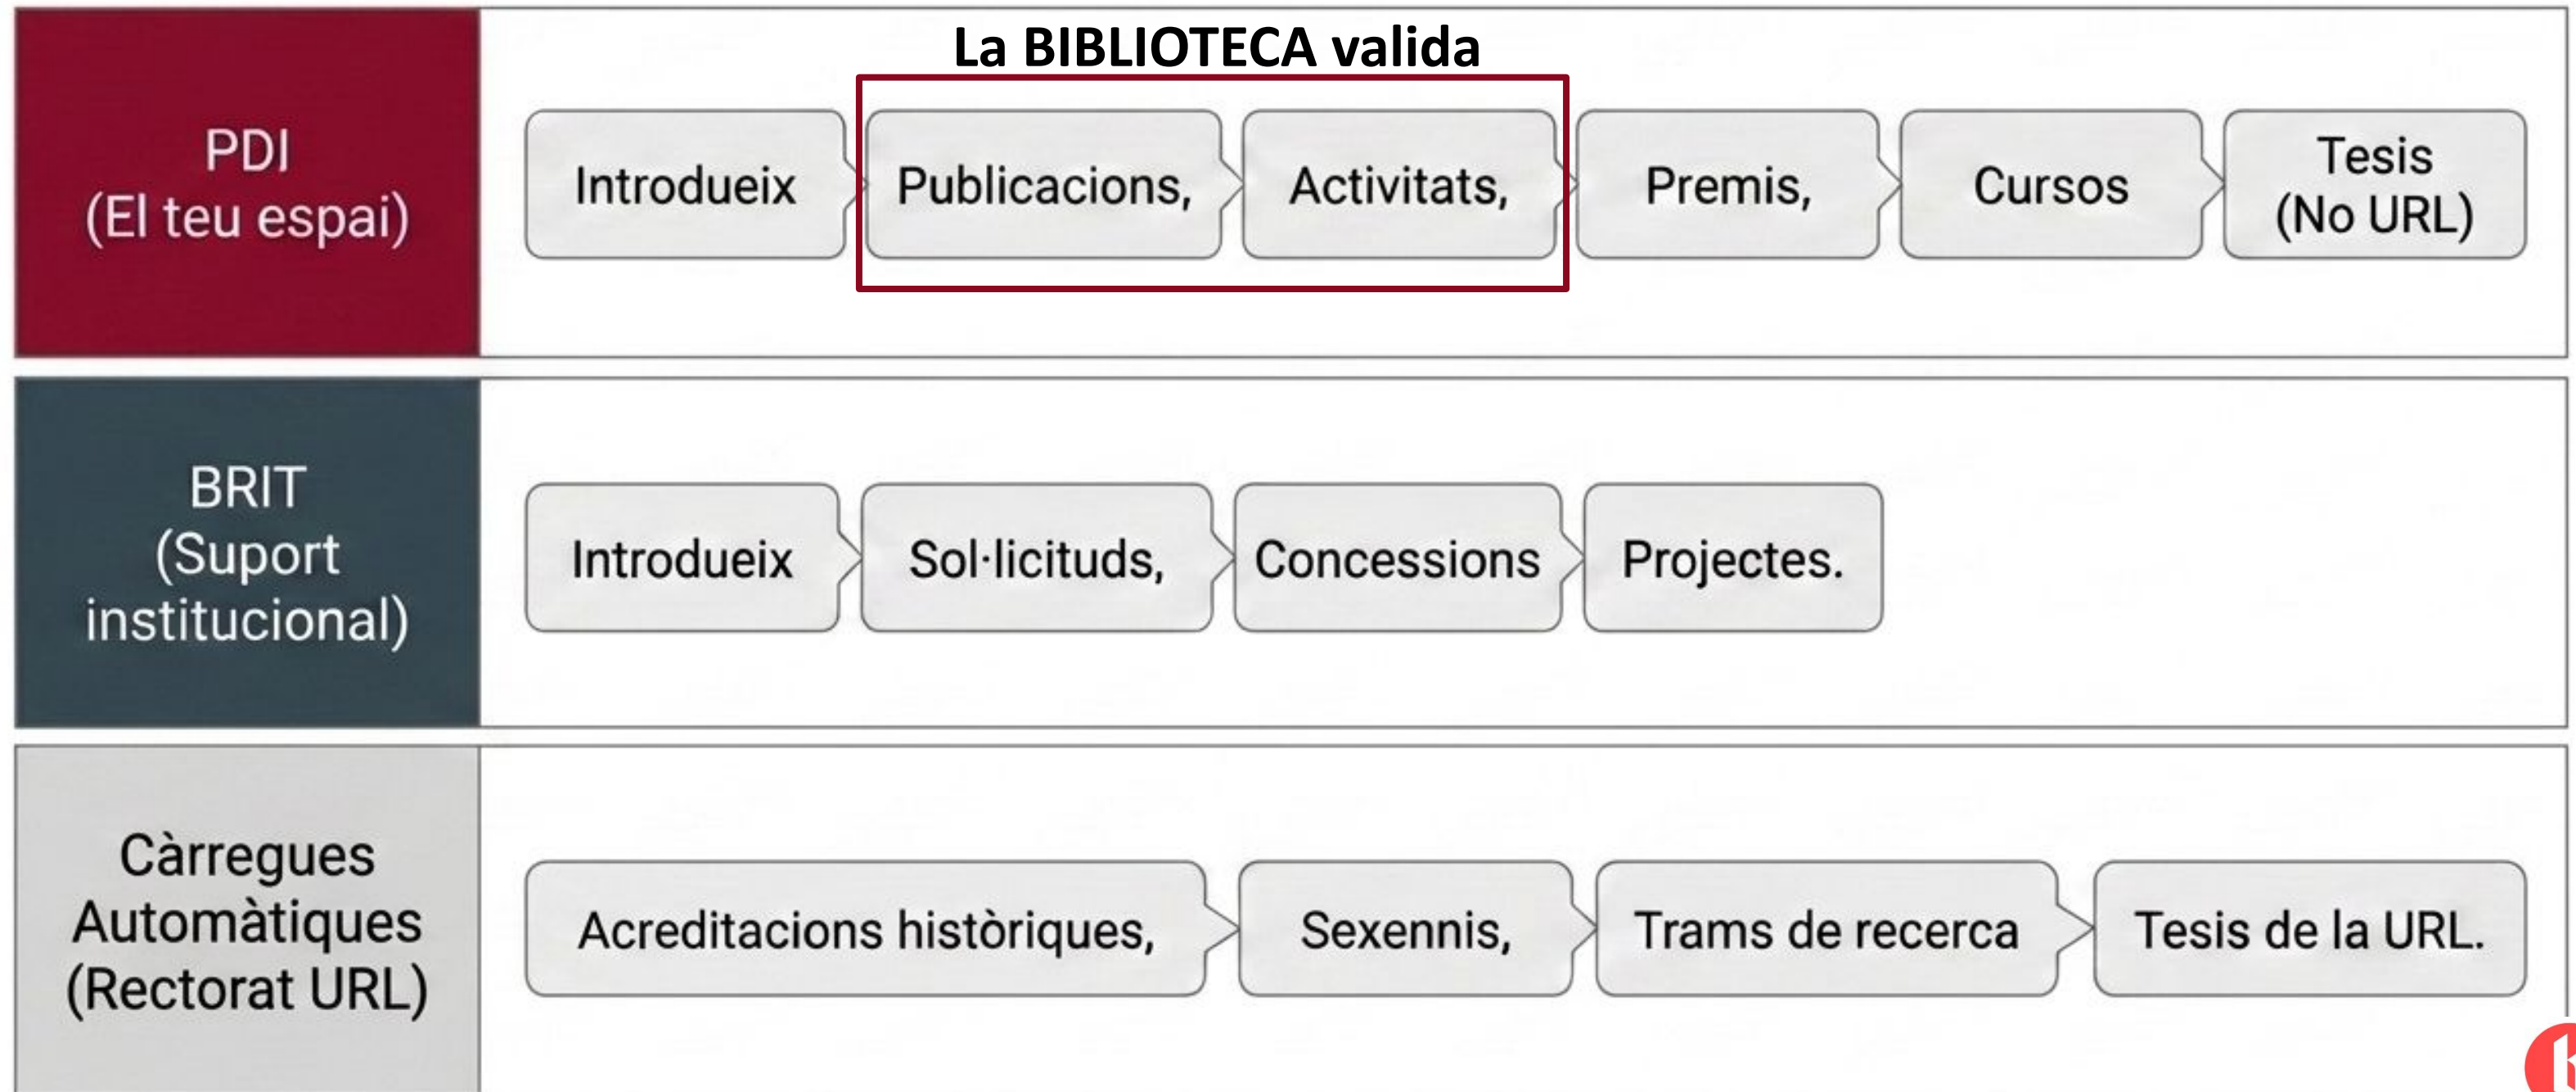 La BIBLIOTECA valida
PDI
(El teu espai)
Introdueix
Publicacions,
Activitats,
Premis,
Cursos
Tesis
(No URL)
BRIT
(Suport
institucional)
Introdueix
Sol·licituds,
Concessions
Projectes.
Càrregues
Automàtiques
(Rectorat URL)
Acreditacions històriques,
Sexennis,
Trams de recerca
Tesis de la URL.